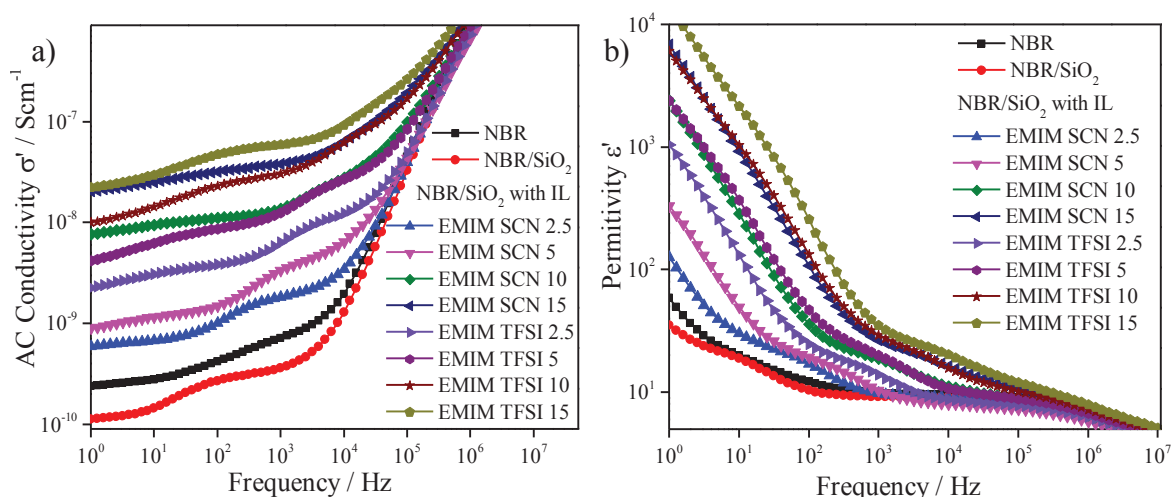 a)
AC Conductivity σ' / Scm⁻¹
10⁻⁷
10⁻⁸
10⁻⁹
10⁻¹⁰
NBR
NBR/SiO₂
NBR/SiO₂ with IL
EMIM SCN 2.5
EMIM SCN 5
EMIM SCN 10
EMIM SCN 15
EMIM TFSI 2.5
EMIM TFSI 5
EMIM TFSI 10
EMIM TFSI 15
10⁰ 10¹ 10² 10³ 10⁴ 10⁵ 10⁶ 10⁷
Frequency / Hz
b)
Permitivity ε'
10⁴
10³
10²
10¹
NBR
NBR/SiO₂
NBR/SiO₂ with IL
EMIM SCN 2.5
EMIM SCN 5
EMIM SCN 10
EMIM SCN 15
EMIM TFSI 2.5
EMIM TFSI 5
EMIM TFSI 10
EMIM TFSI 15
10⁰ 10¹ 10² 10³ 10⁴ 10⁵ 10⁶ 10⁷
Frequency / Hz